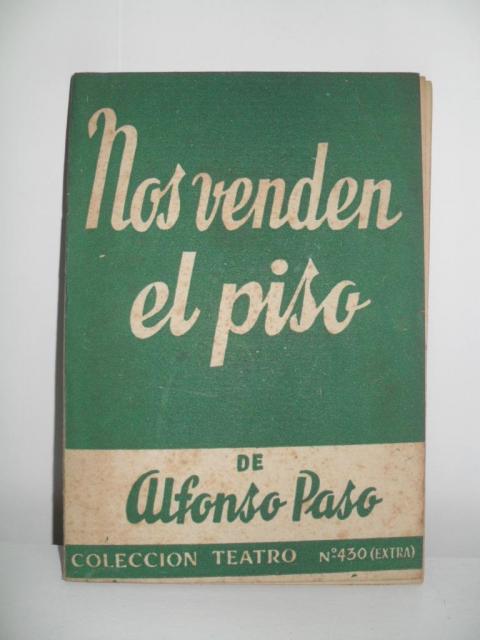 Nos venden
el piso
DE
Alfonso Paso
COLECCION TEATRO Nº430 (EXTRA)